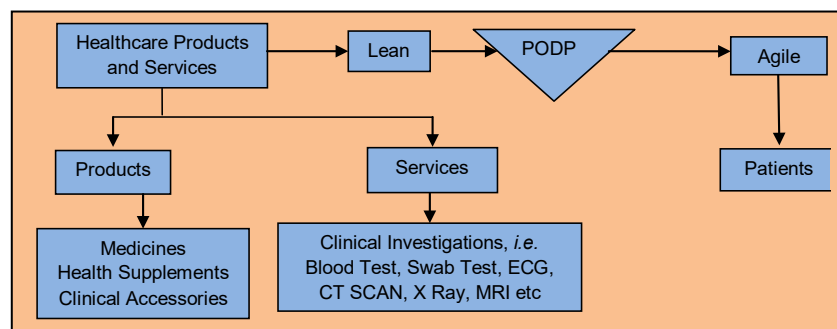 Healthcare Products
and Services
Lean
PODP
Agile
Products
Services
Patients
Medicines
Health Supplements
Clinical Accessories
Clinical Investigations, i.e.
Blood Test, Swab Test, ECG,
CT SCAN, X Ray, MRI etc